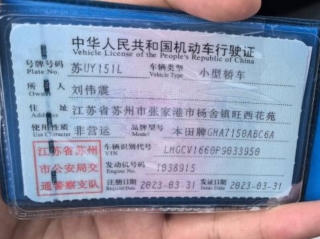 中华人民共和国机动车行驶证
Vehicle License of the People's Republic of China
号牌号码 苏UY151L 车辆类型 小型轿车
Plate No. Vehicle Type
所有人 刘伟震
Owner
住址 江苏省苏州市张家港市杨舍镇旺西花苑
Address
使用性质 非营运 品牌型号 本田牌GHA7150ABC6A
Use Character Model
江苏省苏州 车辆识别代号 LHGCV1660P9033950
VIN
市公安局交 发动机号码 1038915
Engine No.
通警察支队 注册日期 2023-03-31 发证日期 2023-03-31
Register Date Issue Date